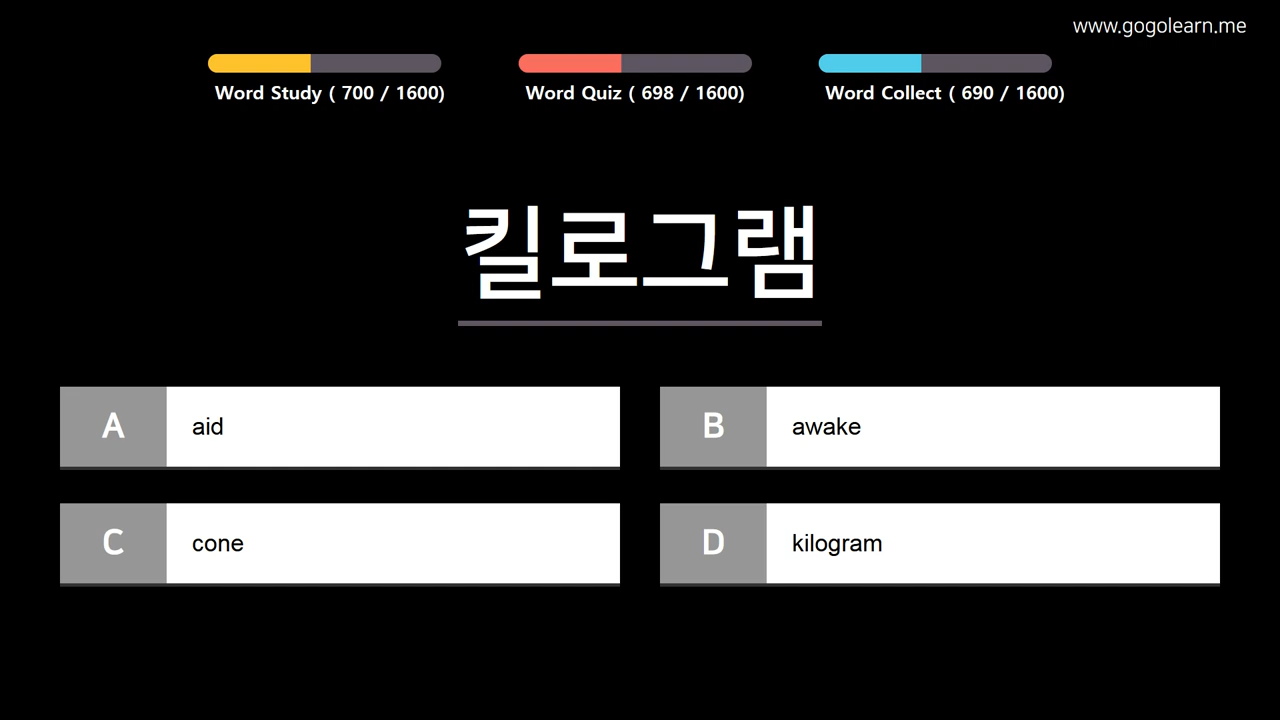 www.gogolearn.me
Word Study ( 700 / 1600)
Word Quiz ( 698 / 1600)
Word Collect ( 690 / 1600)
킬로그램
A aid
B awake
C cone
D kilogram